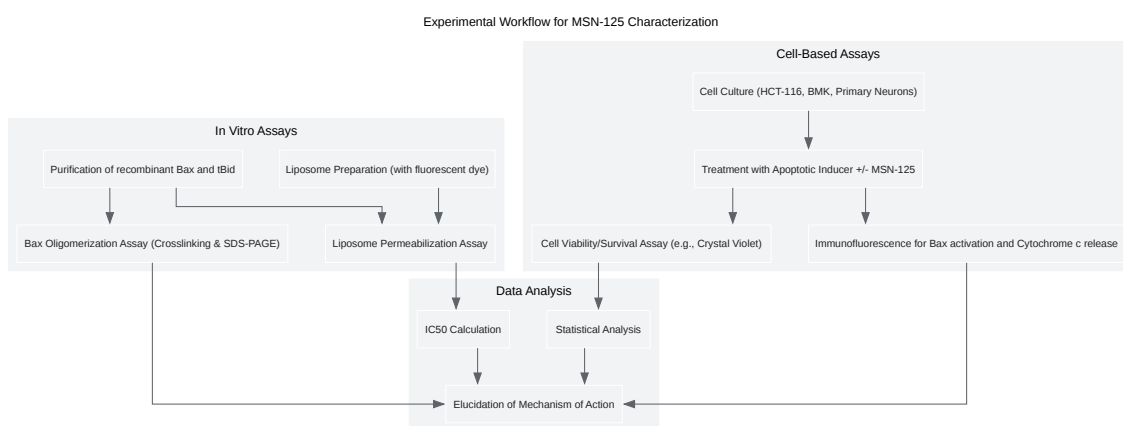 Experimental Workflow for MSN-125 Characterization
In Vitro Assays
Purification of recombinant Bax and tBid
Liposome Preparation (with fluorescent dye)
Bax Oligomerization Assay (Crosslinking & SDS-PAGE)
Liposome Permeabilization Assay
Cell-Based Assays
Cell Culture (HCT-116, BMK, Primary Neurons)
Treatment with Apoptotic Inducer +/- MSN-125
Cell Viability/Survival Assay (e.g., Crystal Violet)
Immunofluorescence for Bax activation and Cytochrome c release
Data Analysis
IC50 Calculation
Statistical Analysis
Elucidation of Mechanism of Action